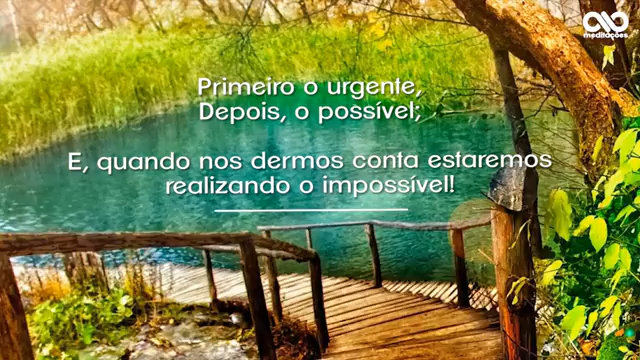 meditações
Primeiro o urgente,
Depois, o possível;
E, quando nos dermos conta estaremos
realizando o impossível!